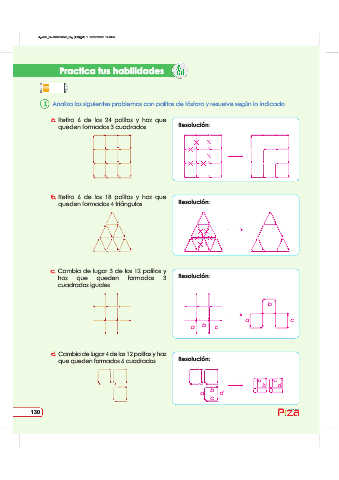 Practica tus habilidades
1. Analiza los siguientes problemas con palitos de fósforo y resuelve según lo indicado
a. Retira 6 de los 24 palitos y haz que
queden formados 3 cuadrados
Resolución:
b. Retira 6 de los 18 palitos y haz que
queden formados 4 triángulos
Resolución:
c. Cambia de lugar 3 de los 12 palitos y
haz que queden formados 3
cuadrados iguales
Resolución:
d. Cambia de lugar 4 de los 12 palitos y haz
que queden formados 6 cuadrados
Resolución:
130